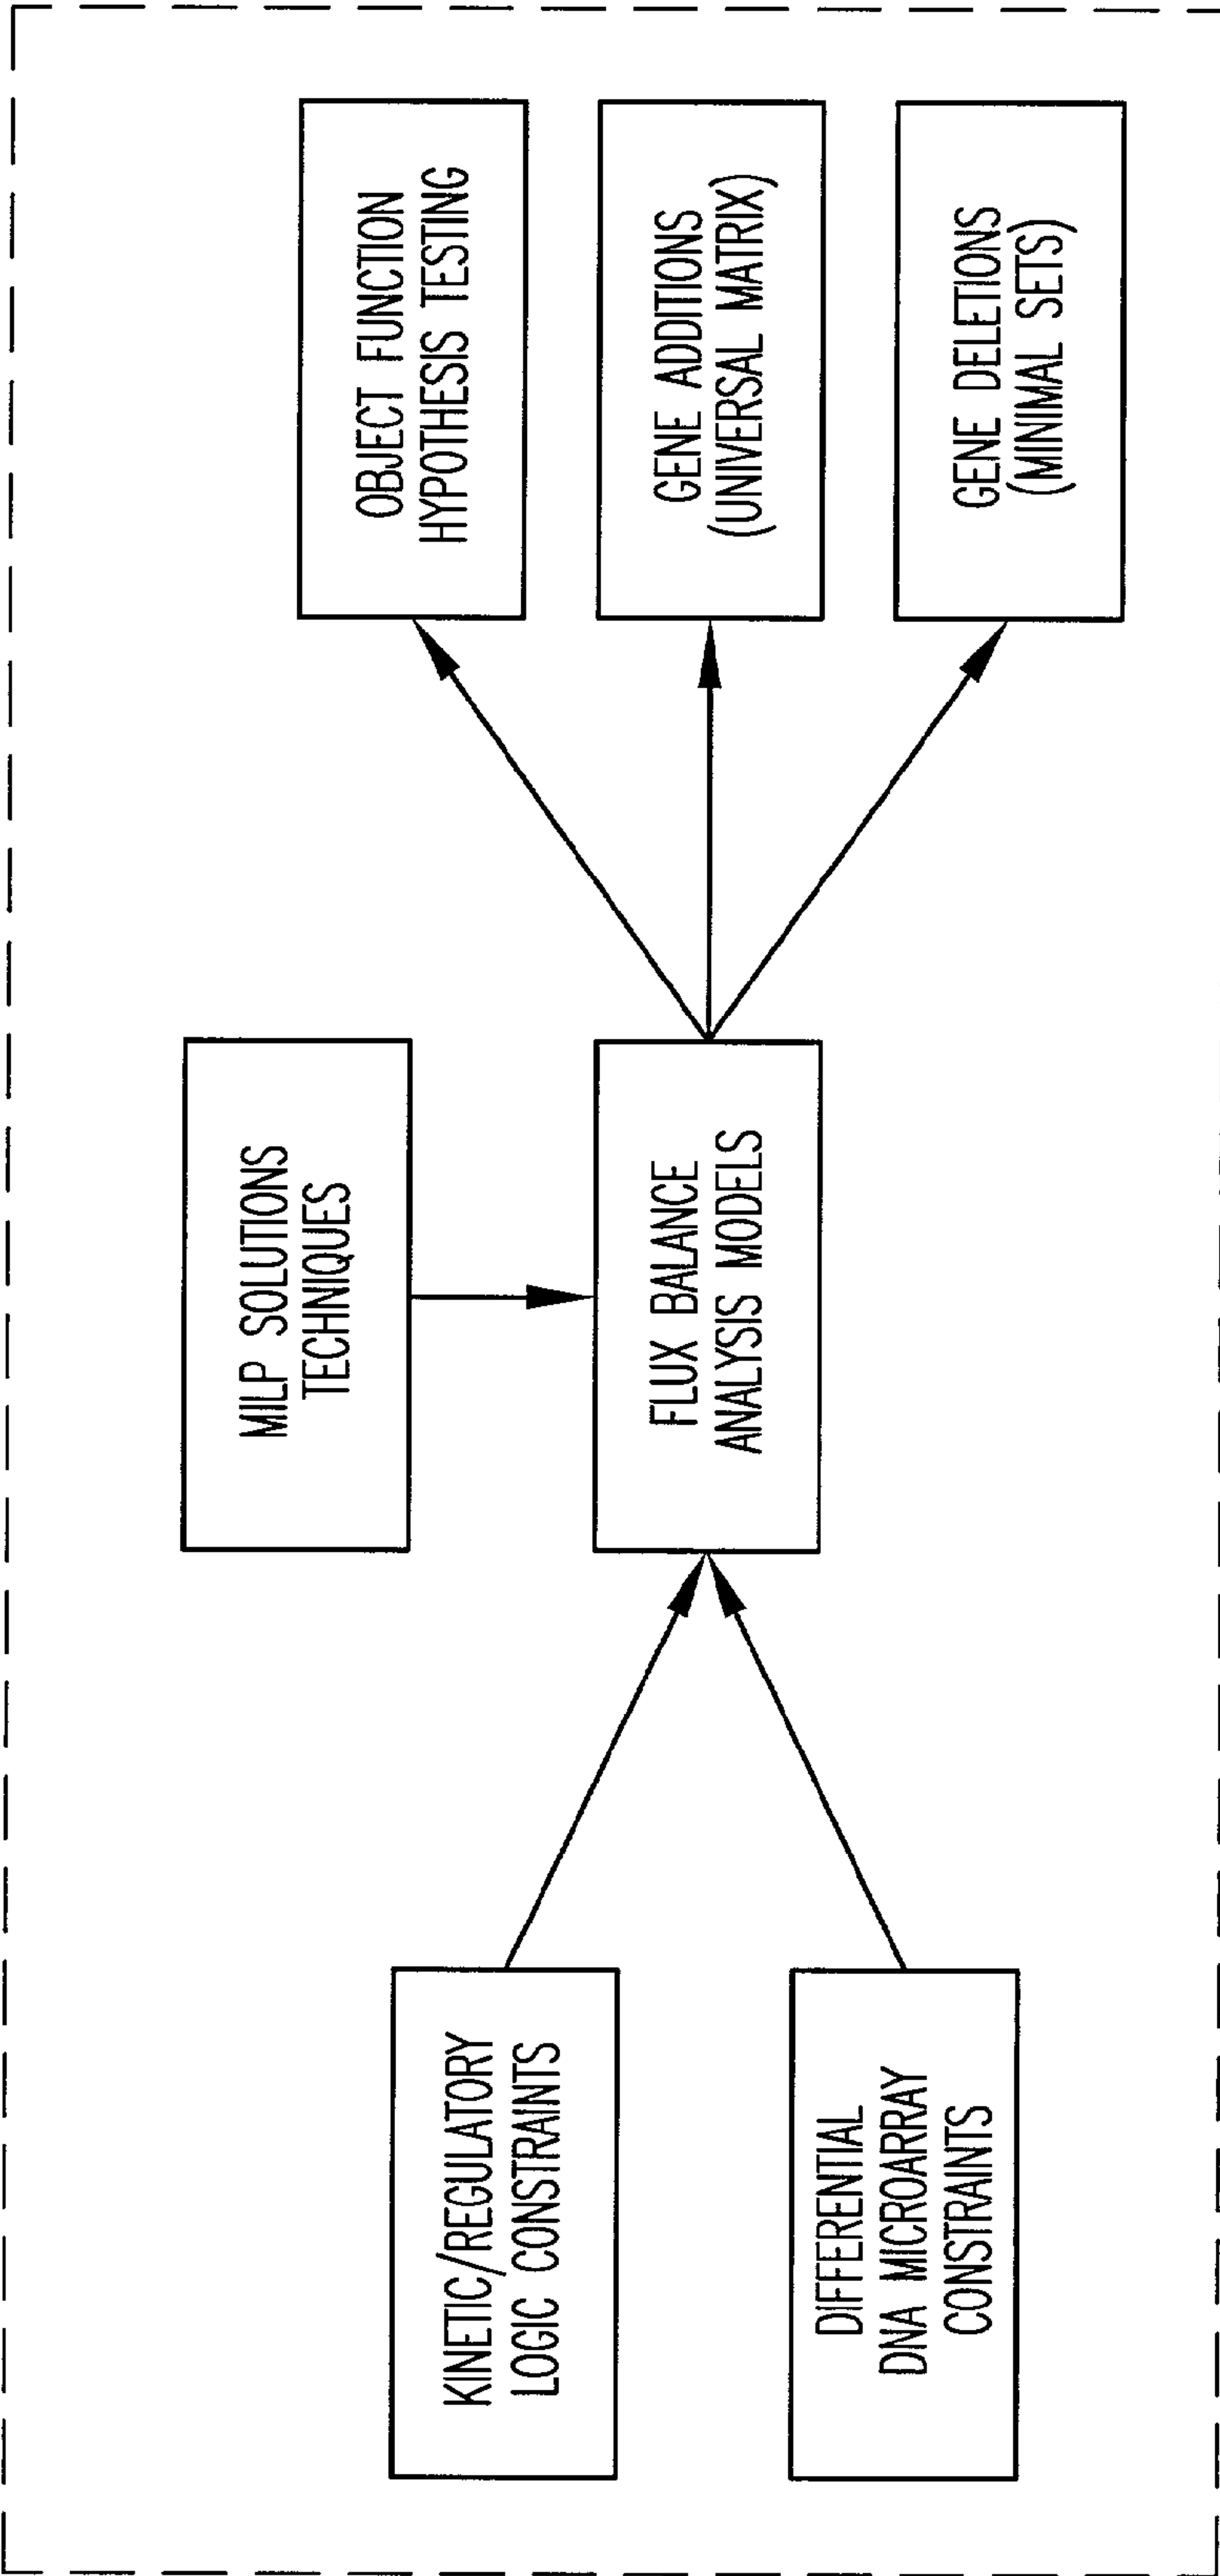 KINETIC/REGULATORY
LOGIC CONSTRAINTS
DIFFERENTIAL
DNA MICROARRAY
CONSTRAINTS
MILP SOLUTIONS
TECHNIQUES
FLUX BALANCE
ANALYSIS MODELS
OBJECT FUNCTION
HYPOTHESIS TESTING
GENE ADDITIONS
(UNIVERSAL MATRIX)
GENE DELETIONS
(MINIMAL SETS)